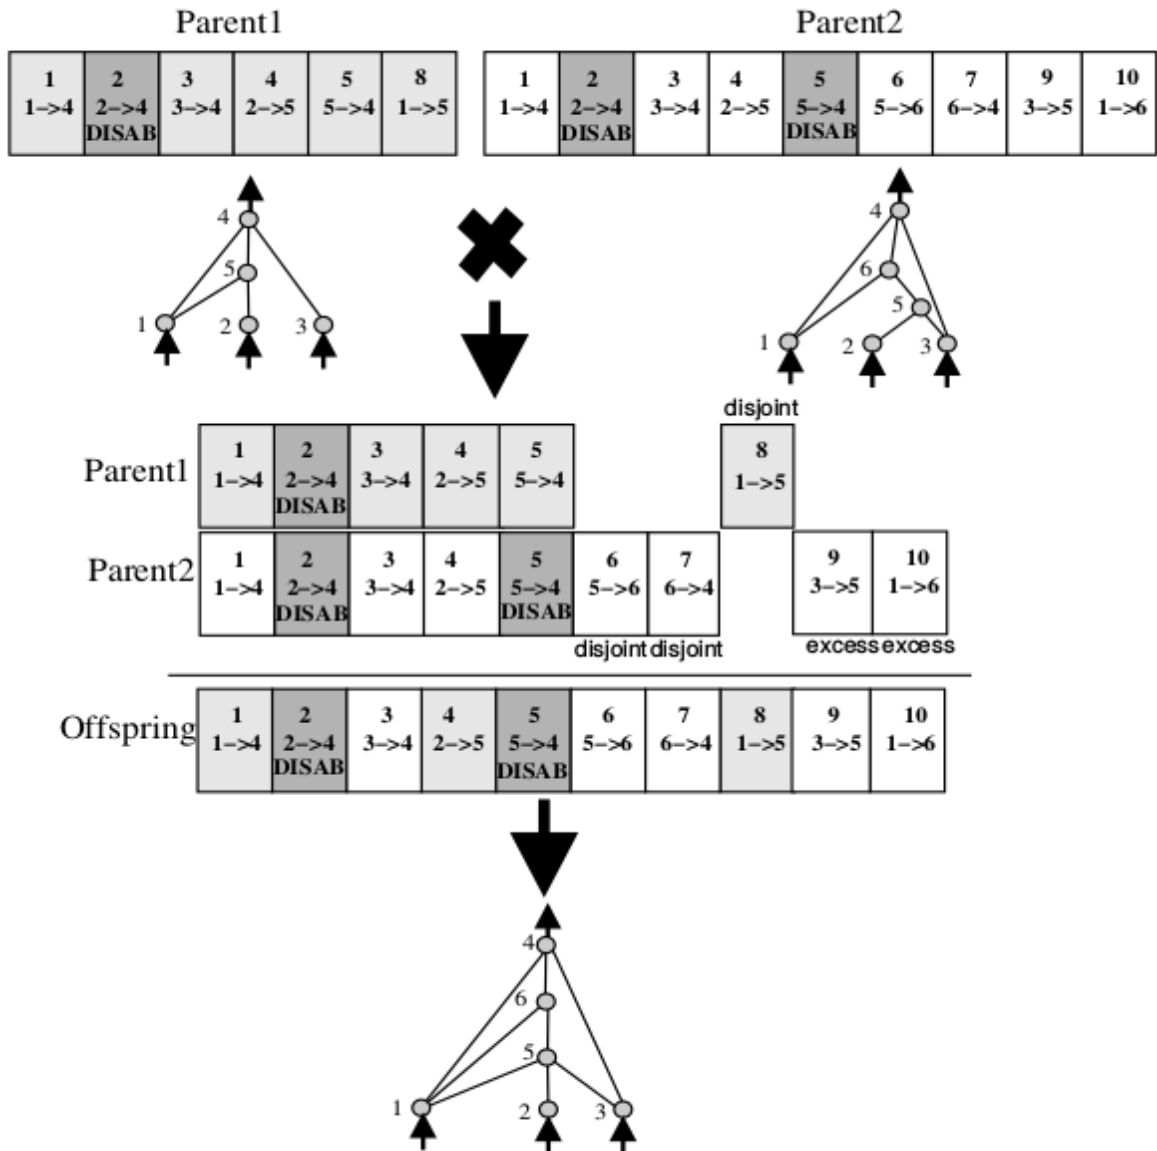 Parent1 Parent2
1 2 3 4 5 8 1 2 3 4 5 6 7 9 10
1->4 2->4 3->4 2->5 5->4 1->5 1->4 2->4 3->4 2->5 5->4 5->6 6->4 3->5 1->6
DISAB DISAB DISAB
4 4
6
5 5
1 2 3 1 2 3
disjoint
1 2 3 4 5 8
Parent1 1->4 2->4 3->4 2->5 5->4 1->5
DISAB
1 2 3 4 5 6 7 9 10
Parent2 1->4 2->4 3->4 2->5 5->4 5->6 6->4 3->5 1->6
DISAB DISAB
disjoint disjoint excess excess
1 2 3 4 5 6 7 8 9 10
Offspring 1->4 2->4 3->4 2->5 5->4 5->6 6->4 1->5 3->5 1->6
DISAB DISAB
4
6
5
1 2 3